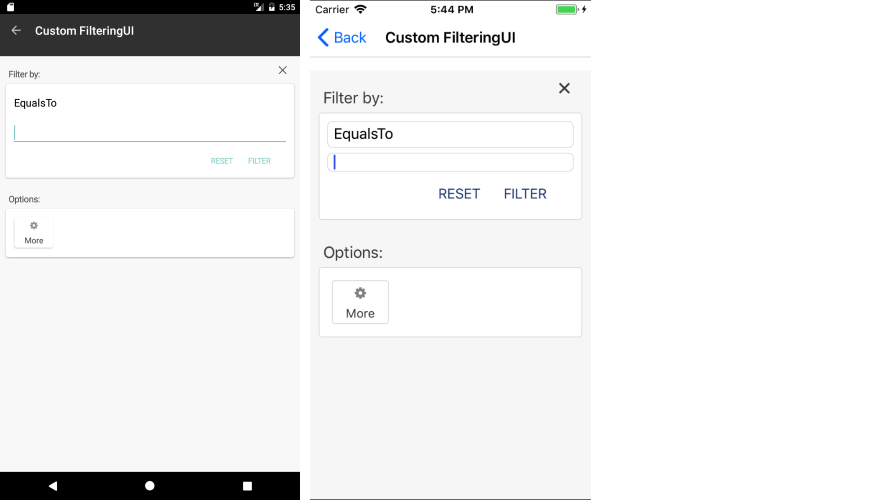 5:35
Custom FilteringUI
Filter by:
EqualsTo
RESET FILTER
Options:
More
Carrier 5:44 PM
Back Custom FilteringUI
Filter by:
EqualsTo
RESET FILTER
Options:
More